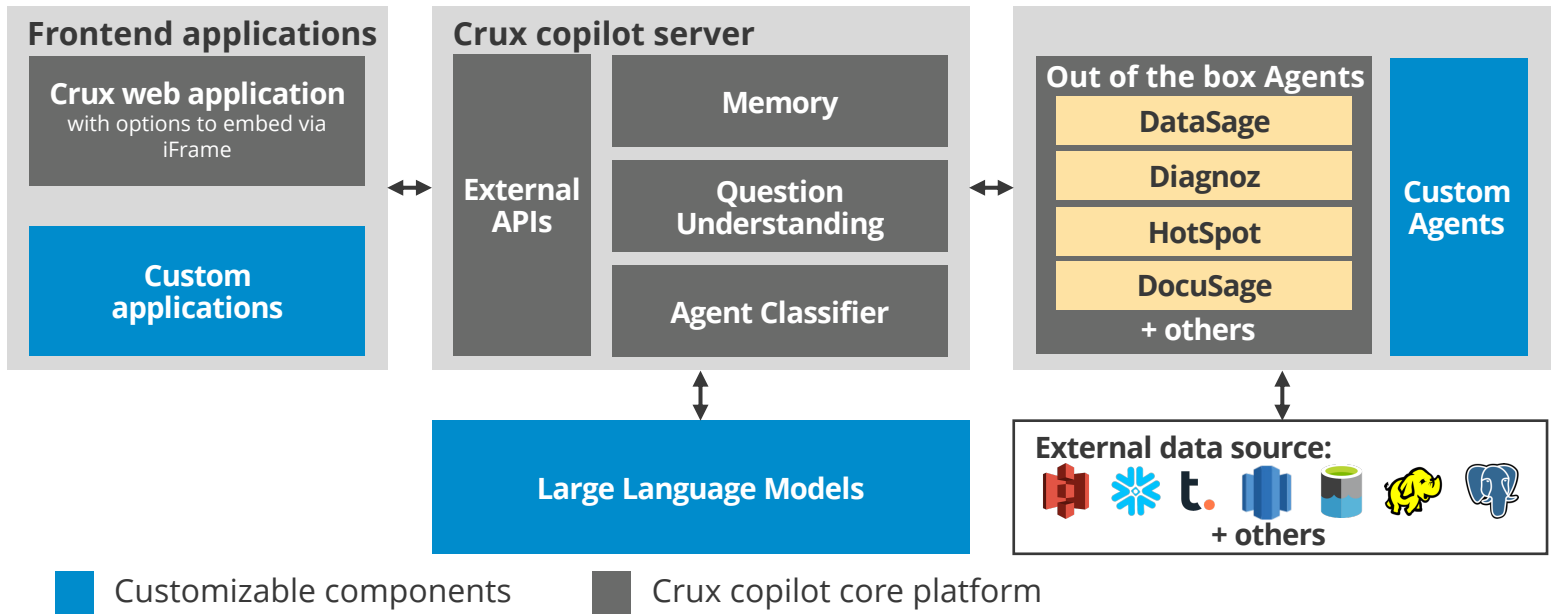 Frontend applications
Crux web application
with options to embed via
iFrame
Custom
applications
Crux copilot server
External
APIs
Memory
Question
Understanding
Agent Classifier
Out of the box Agents
DataSage
Diagnoz
HotSpot
DocuSage
+ others
Custom
Agents
Large Language Models
External data source:
t.
+ others
Customizable components
Crux copilot core platform